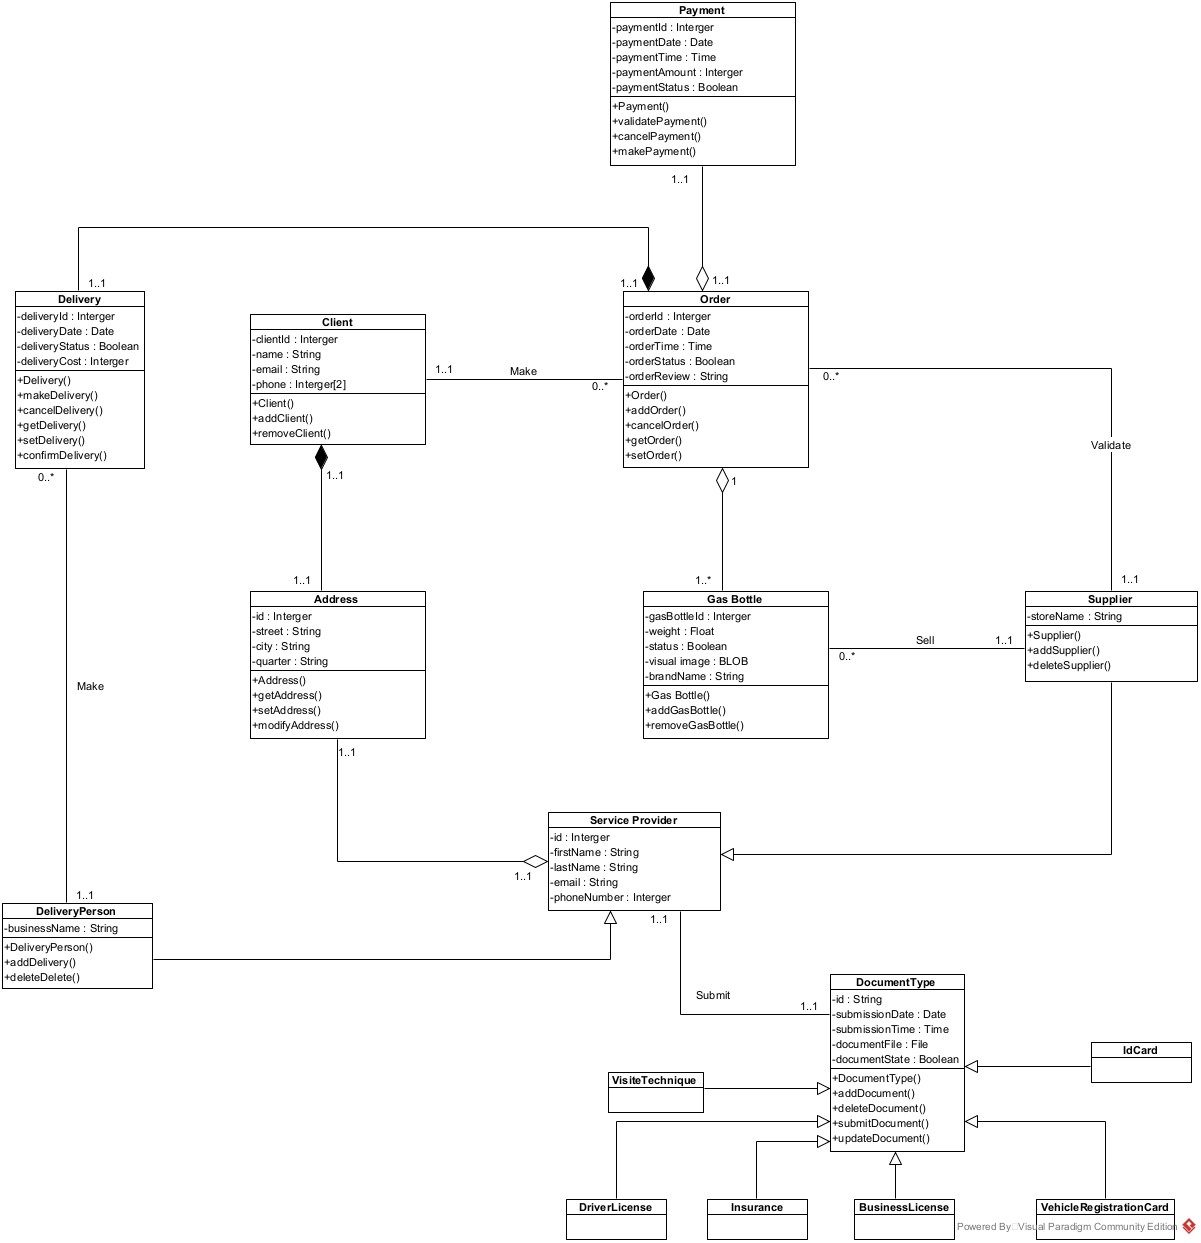 Payment
-paymentId : Interger
-paymentDate : Date
-paymentTime : Time
-paymentAmount : Interger
-paymentStatus : Boolean
+Payment()
+validatePayment()
+cancelPayment()
+makePayment()
1..1
1..1
1..1
1..1
Delivery
-deliveryId : Interger
-deliveryDate : Date
-deliveryStatus : Boolean
-deliveryCost : Interger
+Delivery()
+makeDelivery()
+cancelDelivery()
+getDelivery()
+setDelivery()
+confirmDelivery()
0..*
Client
-clientId : Interger
-name : String
-email : String
-phone : Interger[2]
+Client()
+addClient()
+removeClient()
1..1
1..1
Make
0..*
Order
-orderId : Interger
-orderDate : Date
-orderTime : Time
-orderStatus : Boolean
-orderReview : String
+Order()
+addOrder()
+cancelOrder()
+getOrder()
+setOrder()
0..*
Validate
1
1..1
1..*
1..1
Address
-id : Interger
-street : String
-city : String
-quarter : String
+Address()
+getAddress()
+setAddress()
+modifyAddress()
1..1
Gas Bottle
-gasBottleId : Interger
-weight : Float
-status : Boolean
-visual image : BLOB
-brandName : String
+Gas Bottle()
+addGasBottle()
+removeGasBottle()
0..*
Sell
1..1
Supplier
-storeName : String
+Supplier()
+addSupplier()
+deleteSupplier()
Make
Service Provider
-id : Interger
-firstName : String
-lastName : String
-email : String
-phoneNumber : Interger
1..1
1..1
1..1
DeliveryPerson
-businessName : String
+DeliveryPerson()
+addDelivery()
+deleteDelete()
Submit
1..1
DocumentType
-id : String
-submissionDate : Date
-submissionTime : Time
-documentFile : File
-documentState : Boolean
+DocumentType()
+addDocument()
+deleteDocument()
+submitDocument()
+updateDocument()
IdCard
VisiteTechnique
DriverLicense
Insurance
BusinessLicense
VehicleRegistrationCard
Powered By Visual Paradigm Community Edition